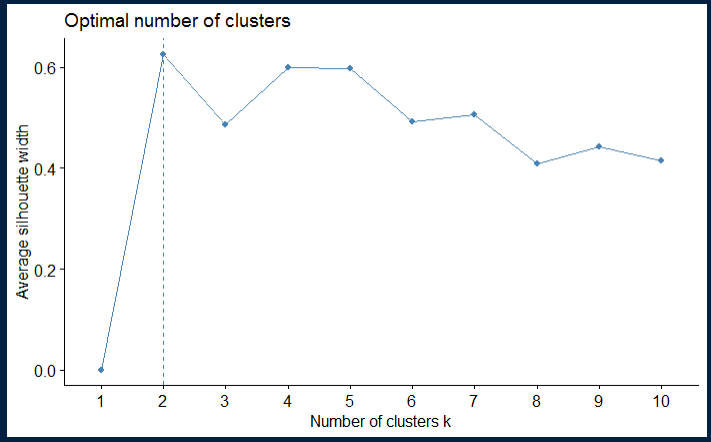 Optimal number of clusters
Average silhouette width
0.6
0.4
0.2
0.0
1 2 3 4 5 6 7 8 9 10
Number of clusters k